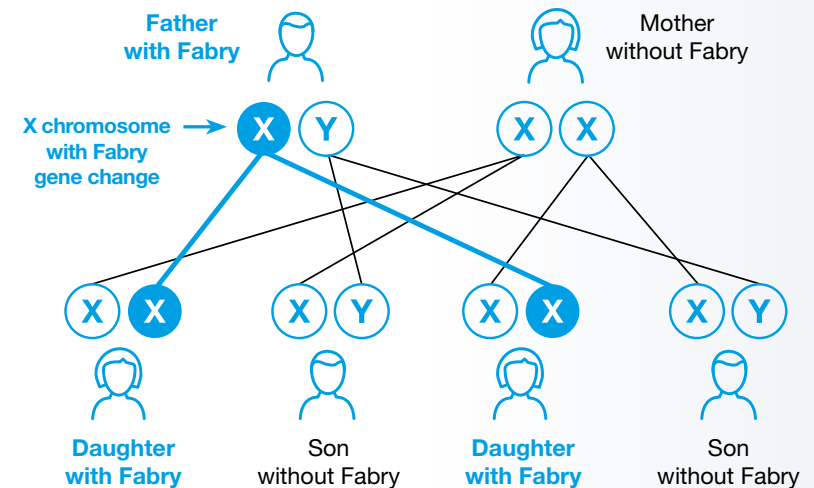 Father
with Fabry
Mother
without Fabry
X chromosome
with Fabry
gene change
X Y X X
X X X Y X X X Y
Daughter
with Fabry
Son
without Fabry
Daughter
with Fabry
Son
without Fabry